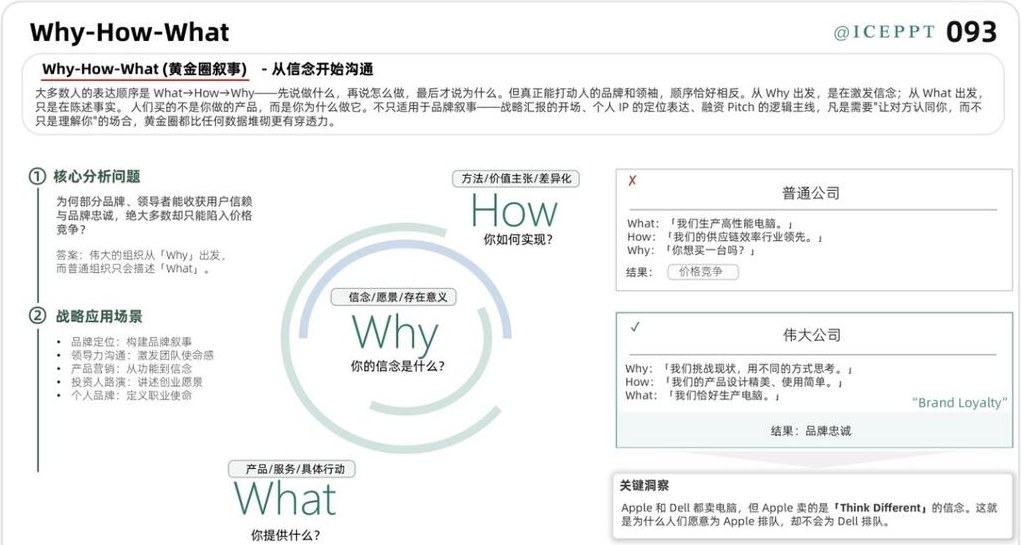 Why-How-What
@ICEPPT 093
Why-How-What (黄金圈叙事) - 从信念开始沟通
大多数人的表达顺序是 What→How→Why——先说做什么，再说怎么做，最后才说为什么。但真正能打动人的品牌和领袖，顺序恰好相反。从 Why 出发，是在激发信念；从 What 出发，
只是在陈述事实。 人们买的不是你做的产品，而是你为什么做它。不只适用于品牌叙事——战略汇报的开场、个人 IP 的定位表达、融资 Pitch 的逻辑主线，凡是需要"让对方认同你，而不
只是理解你"的场合，黄金圈都比任何数据堆砌更有穿透力。
① 核心分析问题
为何部分品牌、领导者能收获用户信赖
与品牌忠诚，绝大多数却只能陷入价格
竞争？
答案：伟大的组织从「Why」出发，
而普通组织只会描述「What」。
② 战略应用场景
• 品牌定位：构建品牌叙事
• 领导力沟通：激发团队使命感
• 产品营销：从功能到信念
• 投资人路演：讲述创业愿景
• 个人品牌：定义职业使命
方法/价值主张/差异化
How
你如何实现？
信念/愿景/存在意义
Why
你的信念是什么？
产品/服务/具体行动
What
你提供什么？
✗
普通公司
What：「我们生产高性能电脑。」
How：「我们的供应链效率行业领先。」
Why：「你想买一台吗？」
结果： 价格竞争
✓
伟大公司
Why：「我们挑战现状，用不同的方式思考。」
How：「我们的产品设计精美、使用简单。」
What：「我们恰好生产电脑。」
“Brand Loyalty”
结果：品牌忠诚
关键洞察
Apple 和 Dell 都卖电脑，但 Apple 卖的是「Think Different」的信念。这就
是为什么人们愿意为 Apple 排队，却不会为 Dell 排队。